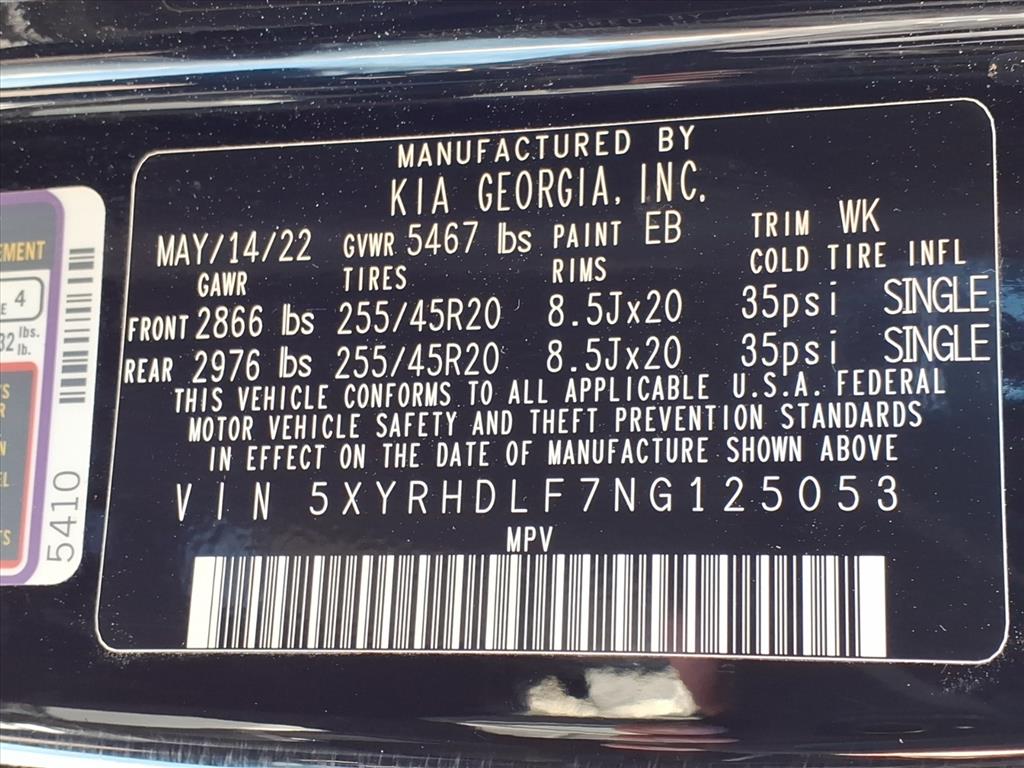 MANUFACTURED BY
KIA GEORGIA, INC.
MAY/14/22 GVWR 5467 lbs PAINT EB TRIM WK
GAWR TIRES RIMS COLD TIRE INFL
FRONT 2866 lbs 255/45R20 8.5Jx20 35psi SINGLE
REAR 2976 lbs 255/45R20 8.5Jx20 35psi SINGLE
THIS VEHICLE CONFORMS TO ALL APPLICABLE U.S.A. FEDERAL
MOTOR VEHICLE SAFETY AND THEFT PREVENTION STANDARDS
IN EFFECT ON THE DATE OF MANUFACTURE SHOWN ABOVE
VIN 5XYRHDLF7NG125053
MPV
4
lbs.
lb.
5410